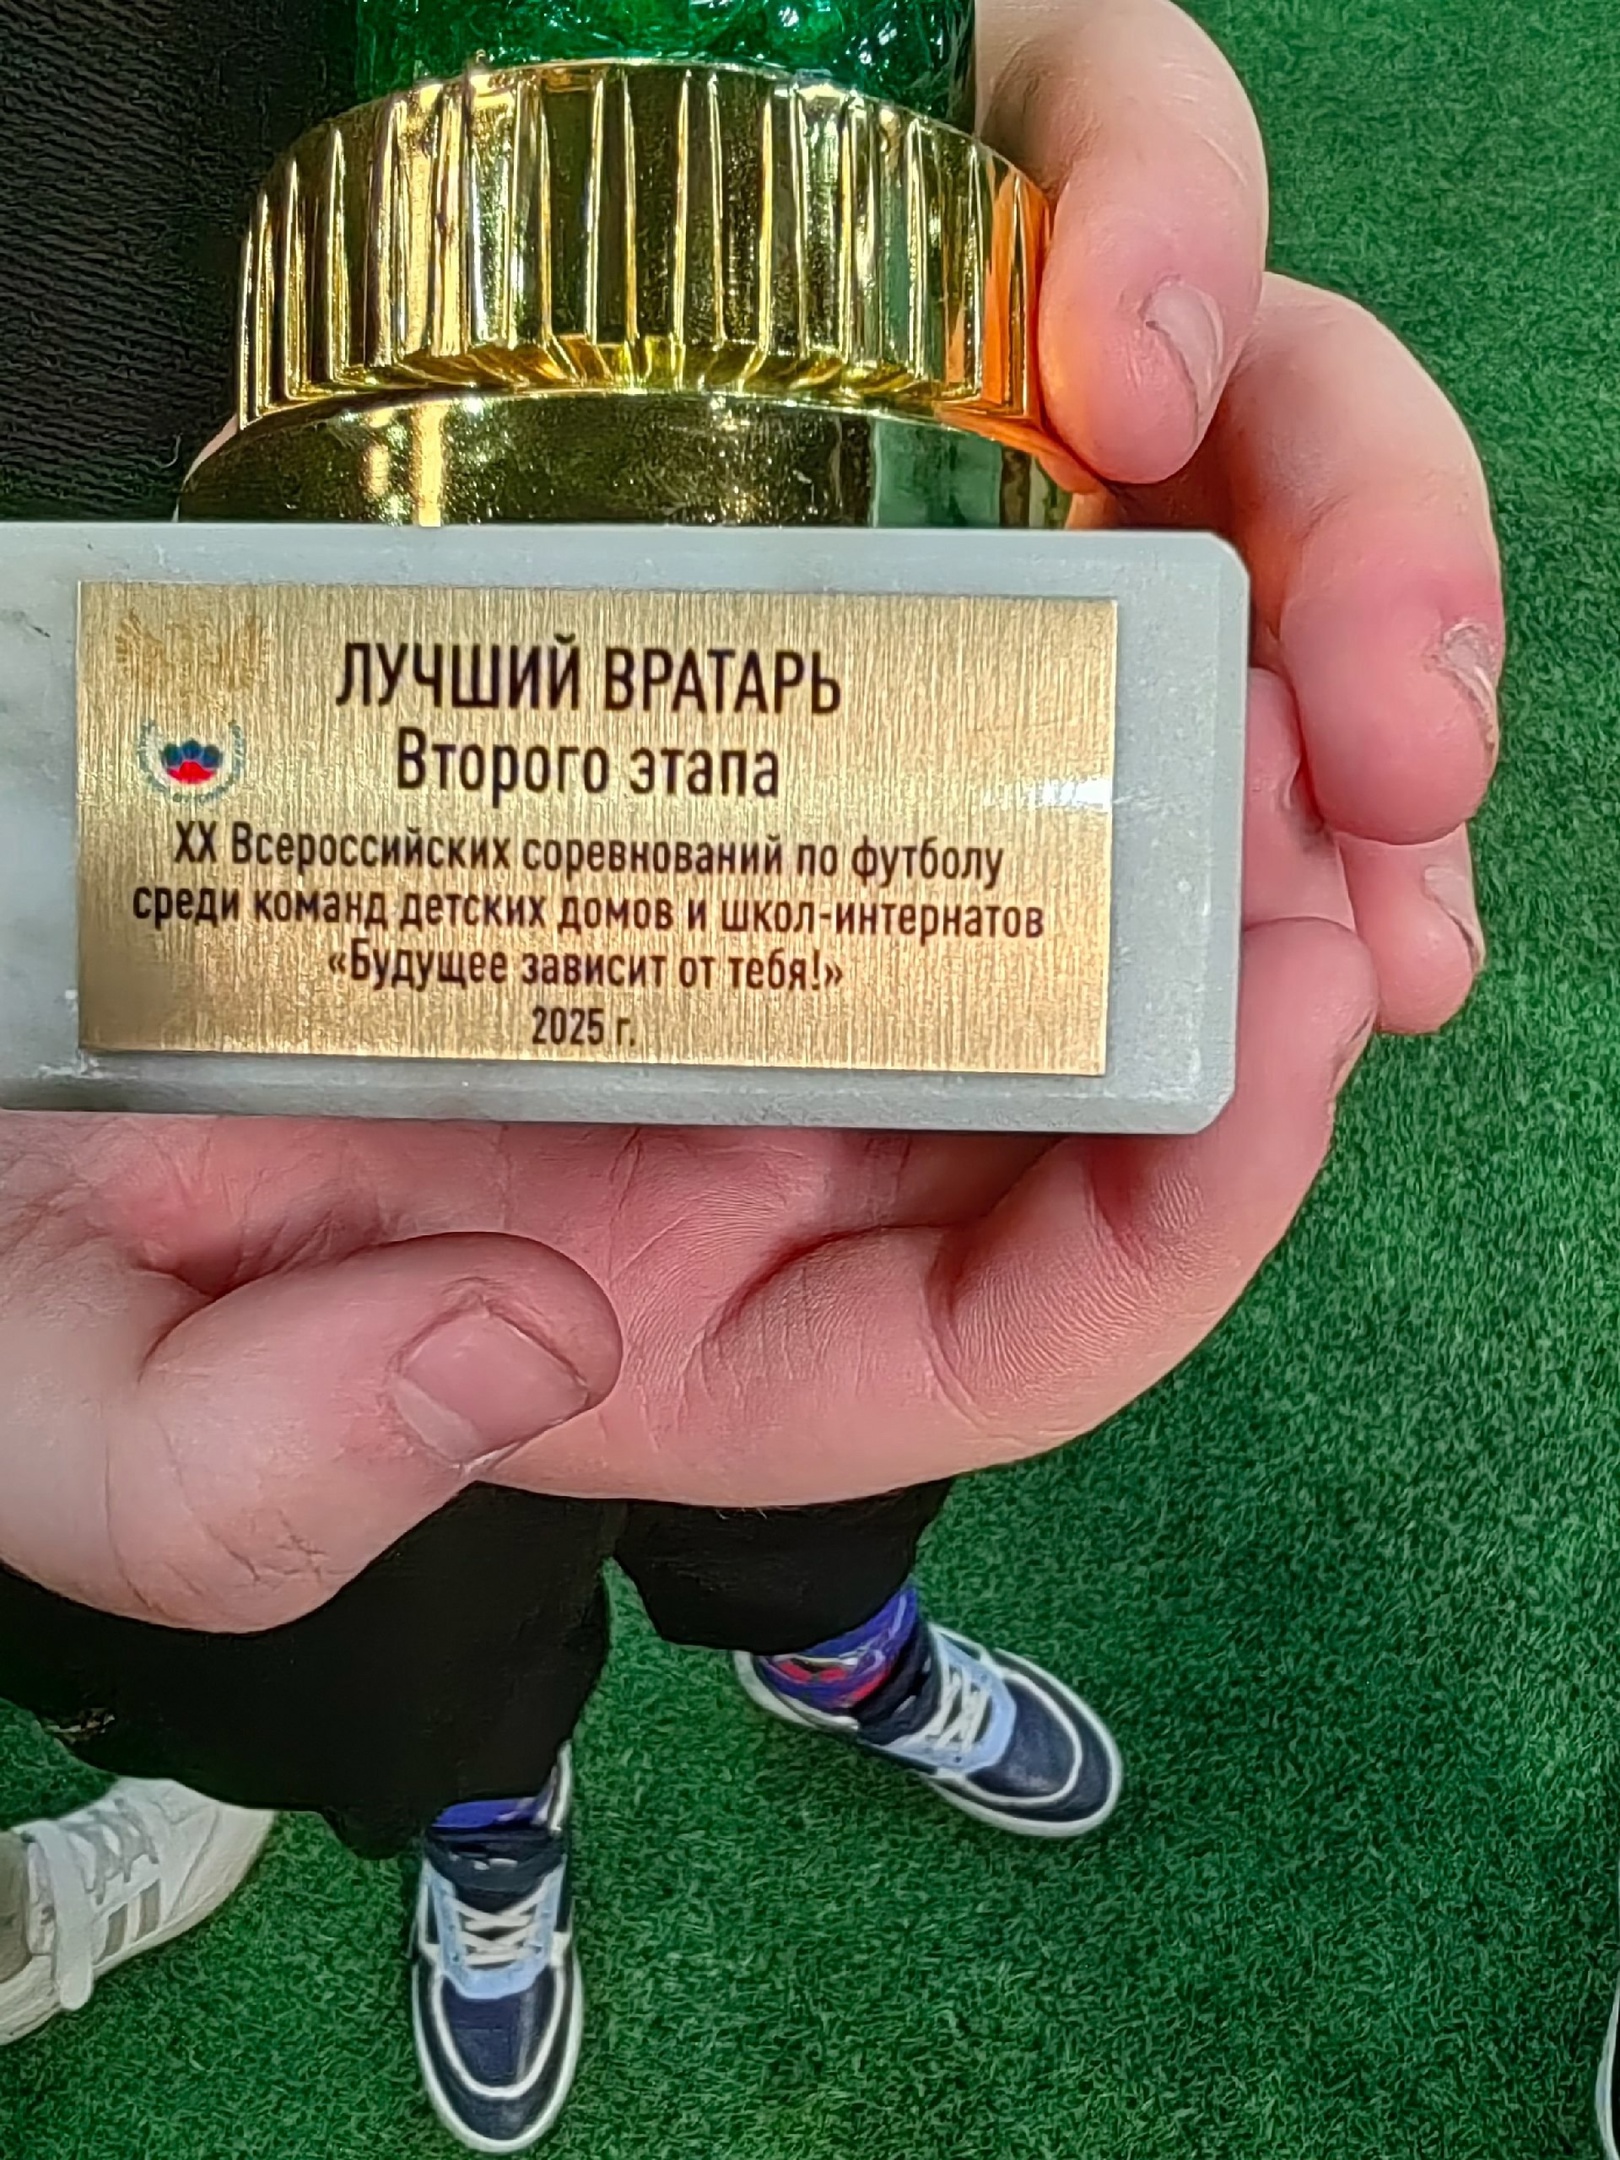 ЛУЧШИЙ ВРАТАРЬ
Второго этапа
XX Всероссийских соревнований по футболу
среди команд детских домов и школ-интернатов
«Будущее зависит от тебя!»
2025 г.